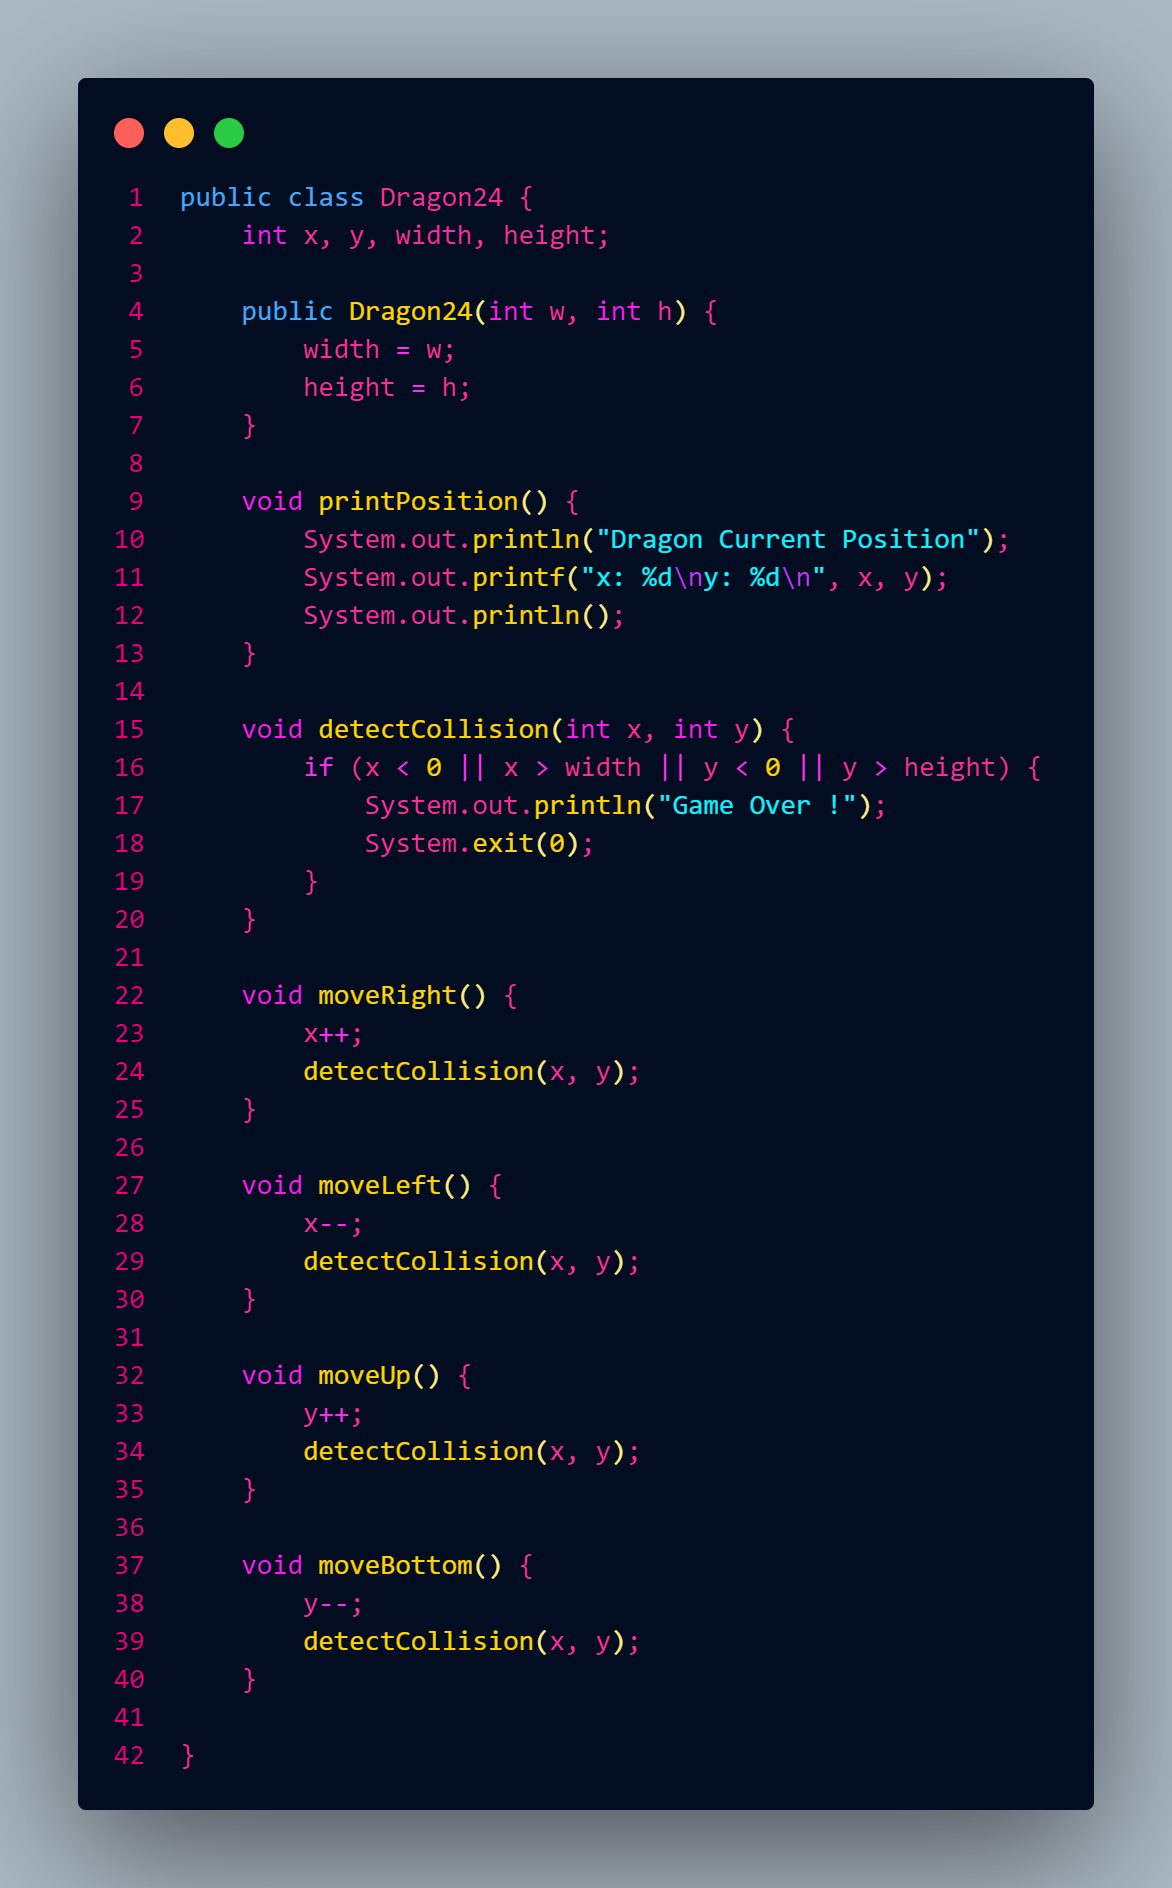 1 public class Dragon24 {
2     int x, y, width, height;
3
4     public Dragon24(int w, int h) {
5         width = w;
6         height = h;
7     }
8
9     void printPosition() {
10         System.out.println("Dragon Current Position");
11         System.out.printf("x: %d\ny: %d\n", x, y);
12         System.out.println();
13     }
14
15     void detectCollision(int x, int y) {
16         if (x < 0 || x > width || y < 0 || y > height) {
17             System.out.println("Game Over !");
18             System.exit(0);
19         }
20     }
21
22     void moveRight() {
23         x++;
24         detectCollision(x, y);
25     }
26
27     void moveLeft() {
28         x--;
29         detectCollision(x, y);
30     }
31
32     void moveUp() {
33         y++;
34         detectCollision(x, y);
35     }
36
37     void moveBottom() {
38         y--;
39         detectCollision(x, y);
40     }
41
42 }